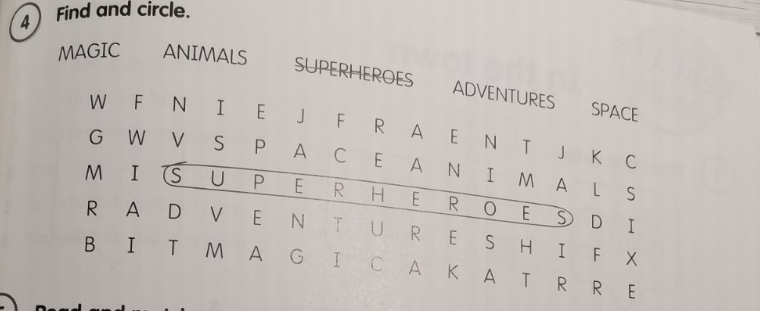 4 Find and circle.
MAGIC ANIMALS SUPERHEROES ADVENTURES SPACE
W F N I E J F R A E N T J K C
G W V S P A C E A N I M A L S
M I S U P E R H E R O E S D I
R A D V E N T U R E S H I F X
B I T M A G I C A K A T R R E